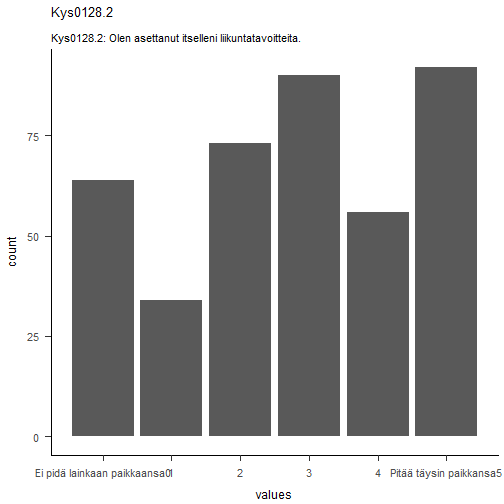 Kys0128.2
Kys0128.2: Olen asettanut itselleni liikuntatavoitteita.
75
50
25
0
count
Ei pidä lainkaan paikkaansa0 1 2 3 4 Pitää täysin paikkansa5
values